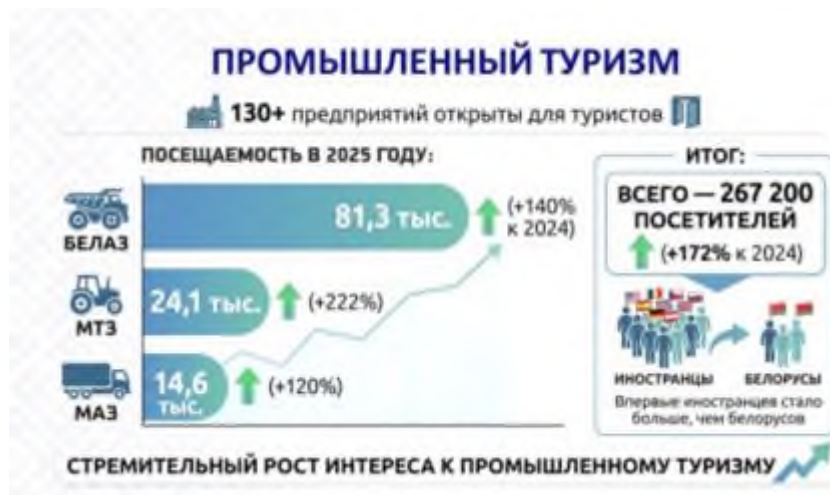 ПРОМЫШЛЕННЫЙ ТУРИЗМ
130+ предприятий открыты для туристов
ПОСЕЩАЕМОСТЬ В 2025 ГОДУ:
БЕЛАЗ
81,3 тыс.
(+140%
к 2024)
МТЗ
24,1 тыс.
(+222%)
МАЗ
14,6
тыс.
(+120%)
ИТОГ:
ВСЕГО — 267 200
ПОСЕТИТЕЛЕЙ
(+172% к 2024)
ИНОСТРАНЦЫ
БЕЛОРУСЫ
Впервые иностранцев стало
больше, чем белорусов
СТРЕМИТЕЛЬНЫЙ РОСТ ИНТЕРЕСА К ПРОМЫШЛЕННОМУ ТУРИЗМУ